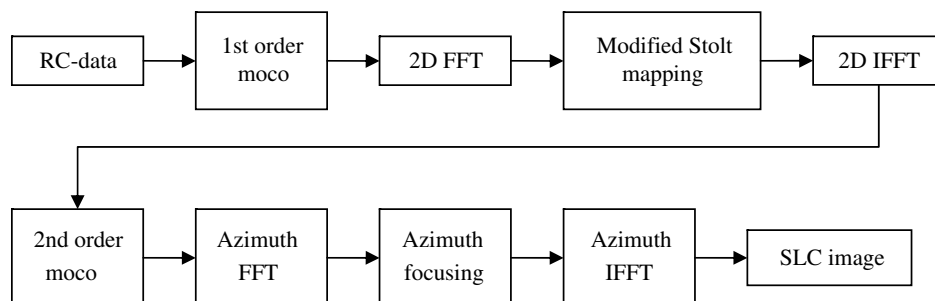 RC-data
1st order
moco
2D FFT
Modified Stolt
mapping
2D IFFT
2nd order
moco
Azimuth
FFT
Azimuth
focusing
Azimuth
IFFT
SLC image